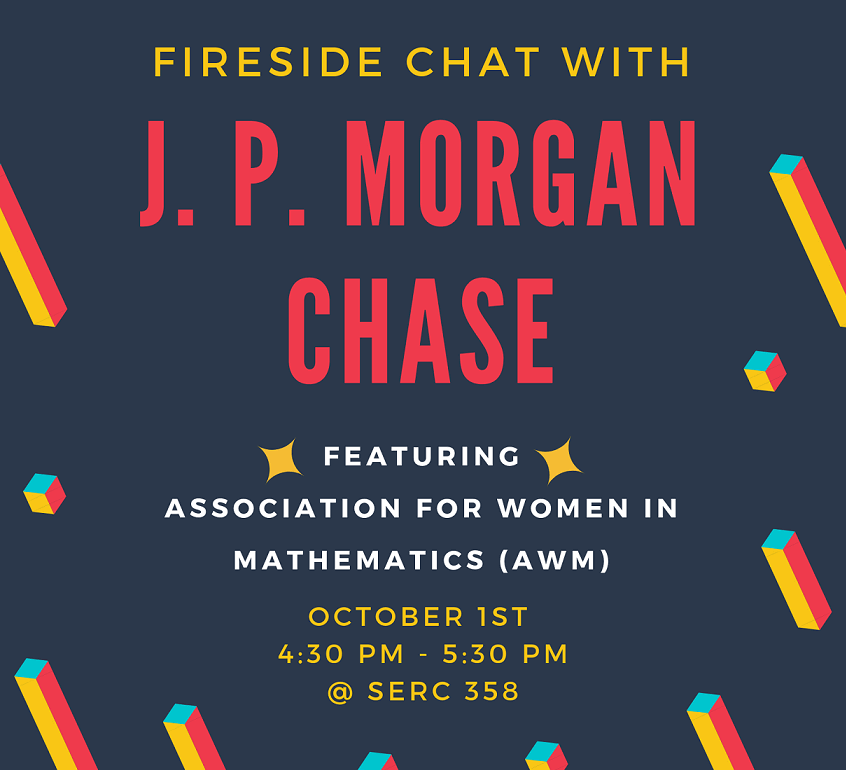 FIRESIDE CHAT WITH
J. P. MORGAN
CHASE
FEATURING
ASSOCIATION FOR WOMEN IN
MATHEMATICS (AWM)
OCTOBER 1ST
4:30 PM - 5:30 PM
@ SERC 358